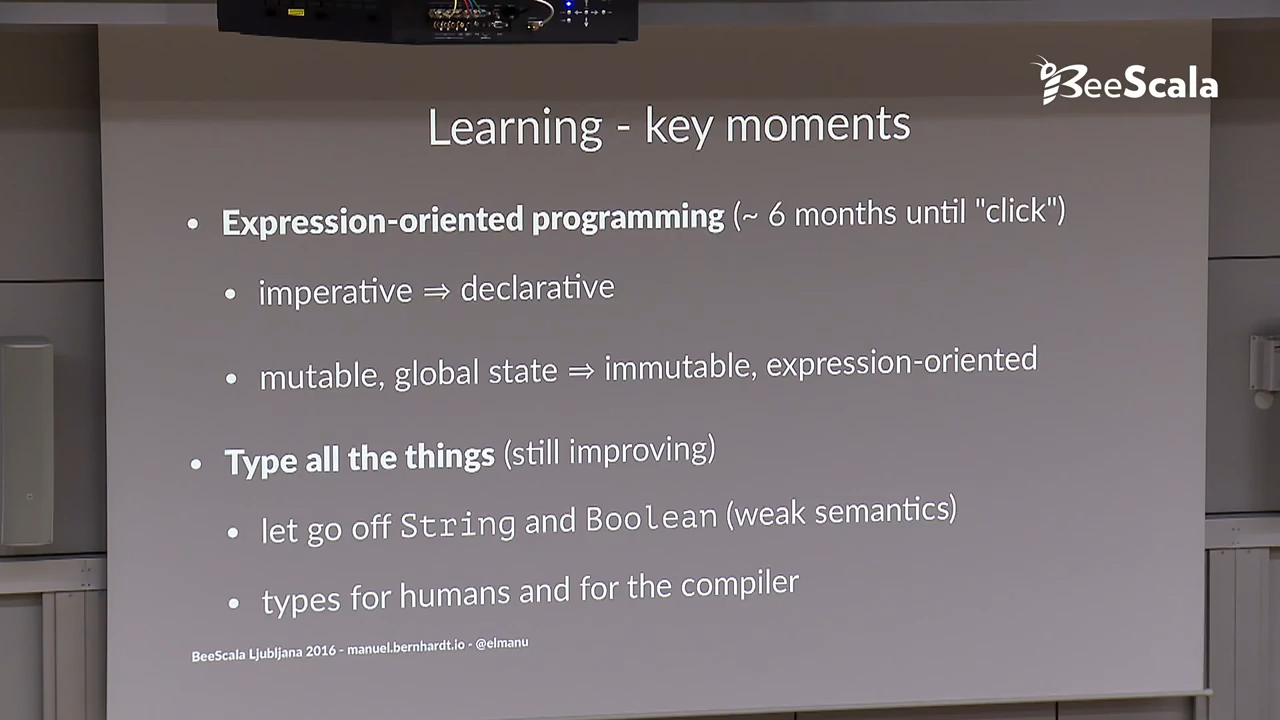 BeeScala
Learning - key moments
• Expression-oriented programming (~ 6 months until "click")
• imperative ⇒ declarative
• mutable, global state ⇒ immutable, expression-oriented
• Type all the things (still improving)
• let go off String and Boolean (weak semantics)
• types for humans and for the compiler
BeeScala Ljubljana 2016 - manuel.bernhardt.io - @elmanu